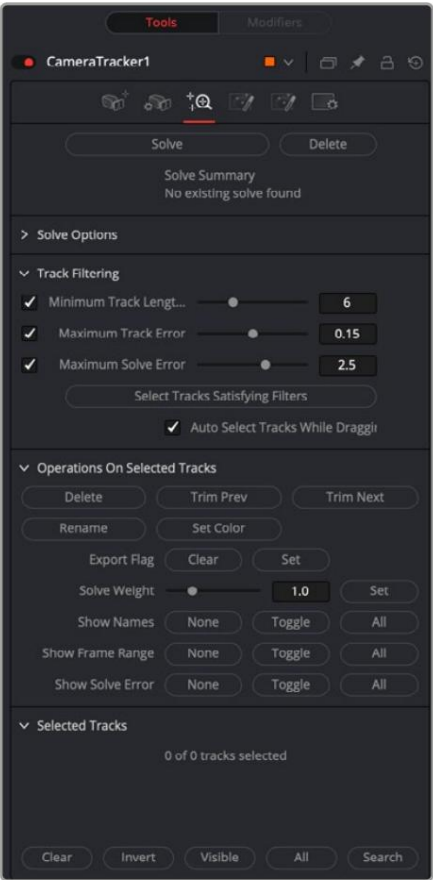 Tools Modifiers
CameraTracker1
Solve Delete
Solve Summary
No existing solve found
Solve Options
Track Filtering
Minimum Track Lengt... 6
Maximum Track Error 0.15
Maximum Solve Error 2.5
Select Tracks Satisfying Filters
Auto Select Tracks While Draggin
Operations On Selected Tracks
Delete Trim Prev Trim Next
Rename Set Color
Export Flag Clear Set
Solve Weight 1.0 Set
Show Names None Toggle All
Show Frame Range None Toggle All
Show Solve Error None Toggle All
Selected Tracks
0 of 0 tracks selected
Clear Invert Visible All Search